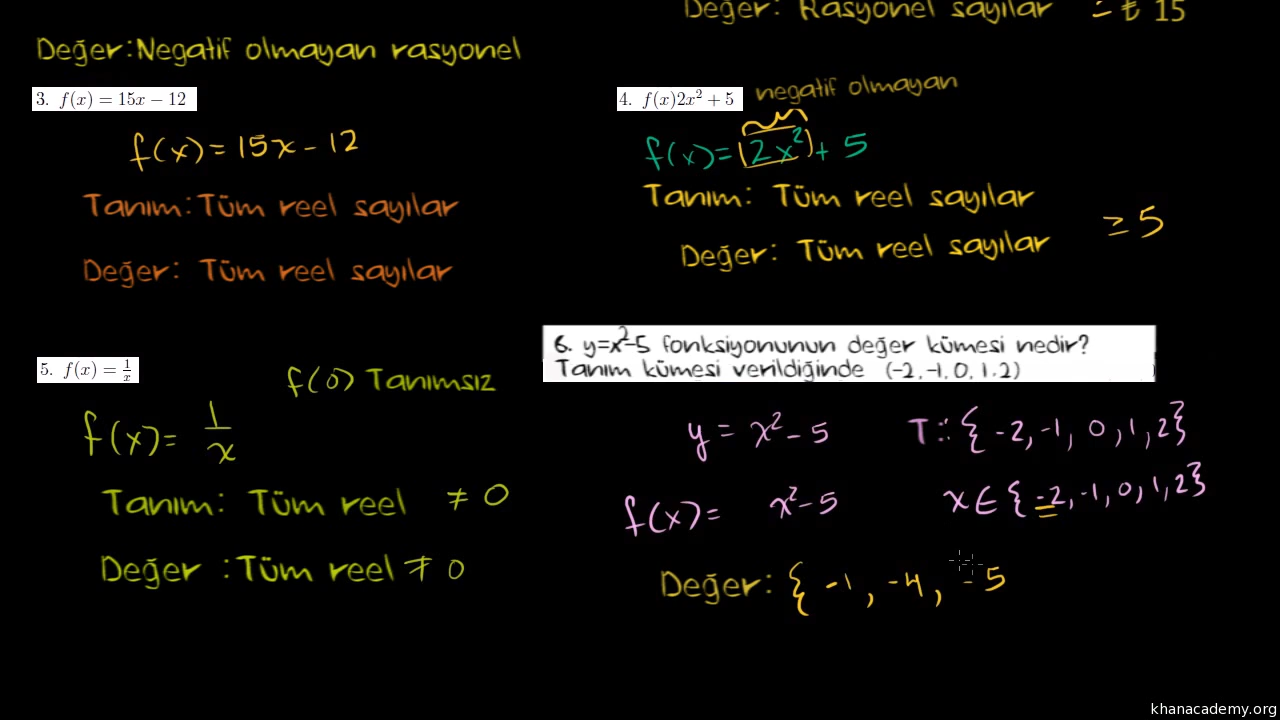 Değer: Rasyonel sayılar = ₺ 15
Değer:Negatif olmayan rasyonel
3. f(x) = 15x − 12
f(x) = 15x − 12
Tanım:Tüm reel sayılar
Değer: Tüm reel sayılar
4. f(x)2x² + 5
negatif olmayan
f(x)=(2x²)+ 5
Tanım: Tüm reel sayılar
Değer: Tüm reel sayılar ≥ 5
5. f(x) = 1/x
f(0) Tanımsız
f(x)= 1/x
Tanım: Tüm reel ≠ 0
Değer :Tüm reel ≠ 0
6. y=x²-5 fonksiyonunun değer kümesi nedir?
Tanım kümesi verildiğinde (-2,-1,0,1,2)
y = x² - 5 T:: { -2, -1, 0, 1, 2}
f(x)= x²-5 x∈ { -2, -1, 0, 1, 2}
Değer: { -1, -4, -5
khanacademy.org